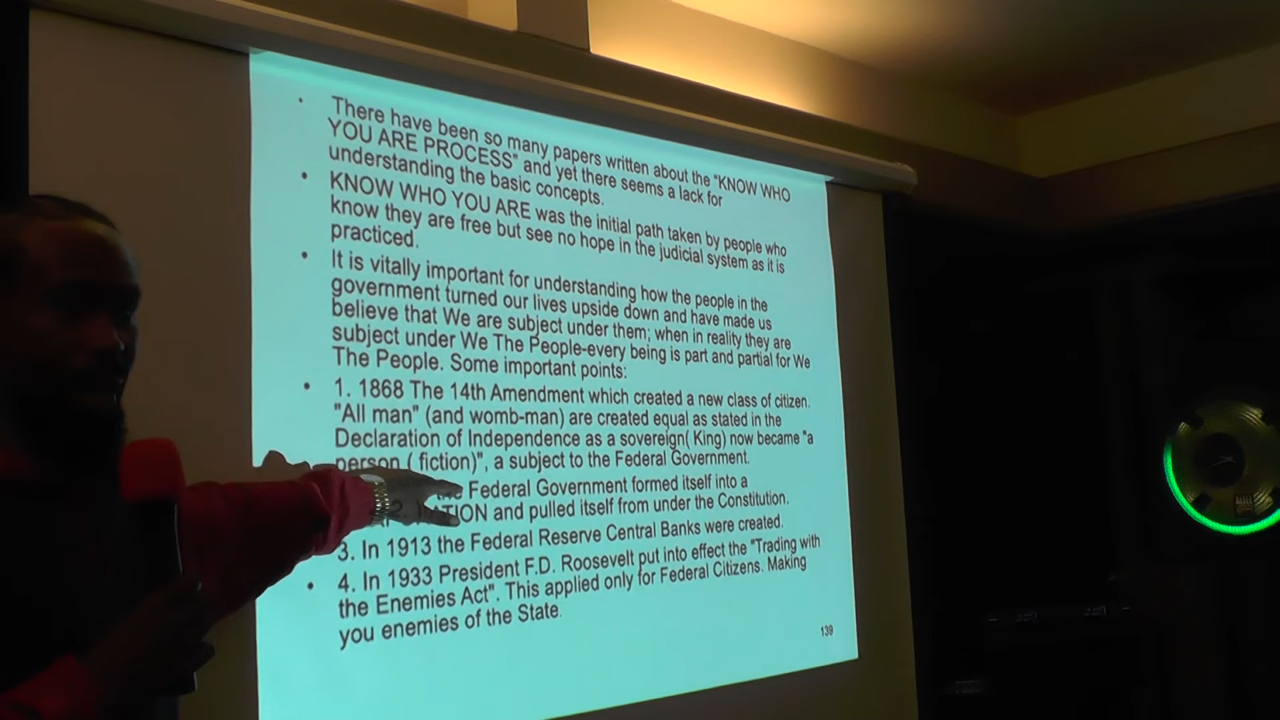 • There have been so many papers written about the "KNOW WHO
YOU ARE PROCESS" and yet there seems a lack for
understanding the basic concepts.
• KNOW WHO YOU ARE was the initial path taken by people who
know they are free but see no hope in the judicial system as it is
practiced.
• It is vitally important for understanding how the people in the
government turned our lives upside down and have made us
believe that We are subject under them; when in reality they are
subject under We The People-every being is part and partial for We
The People. Some important points:
• 1. 1868 The 14th Amendment which created a new class of citizen.
"All man" (and womb-man) are created equal as stated in the
Declaration of Independence as a sovereign( King) now became "a
person ( fiction)", a subject to the Federal Government.
Federal Government formed itself into a
and pulled itself from under the Constitution.
3. In 1913 the Federal Reserve Central Banks were created.
• 4. In 1933 President F.D. Roosevelt put into effect the "Trading with
the Enemies Act". This applied only for Federal Citizens. Making
you enemies of the State.
139